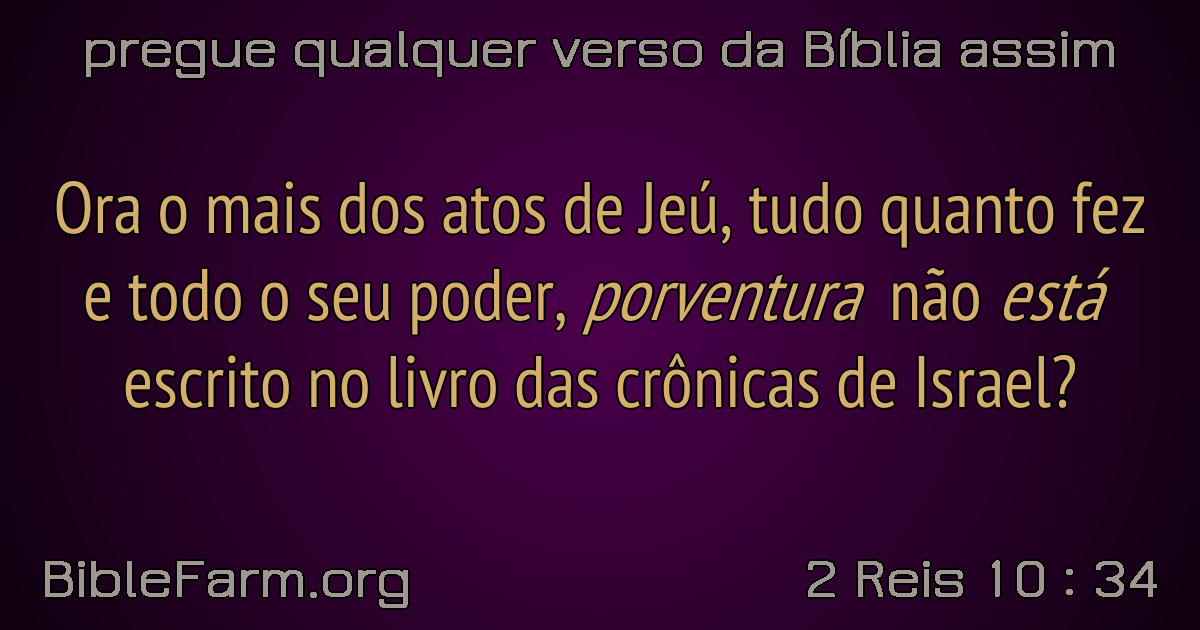 pregue qualquer verso da Bíblia assim
Ora o mais dos atos de Jeú, tudo quanto fez
e todo o seu poder, porventura não está
escrito no livro das crônicas de Israel?
BibleFarm.org
2 Reis 10 : 34